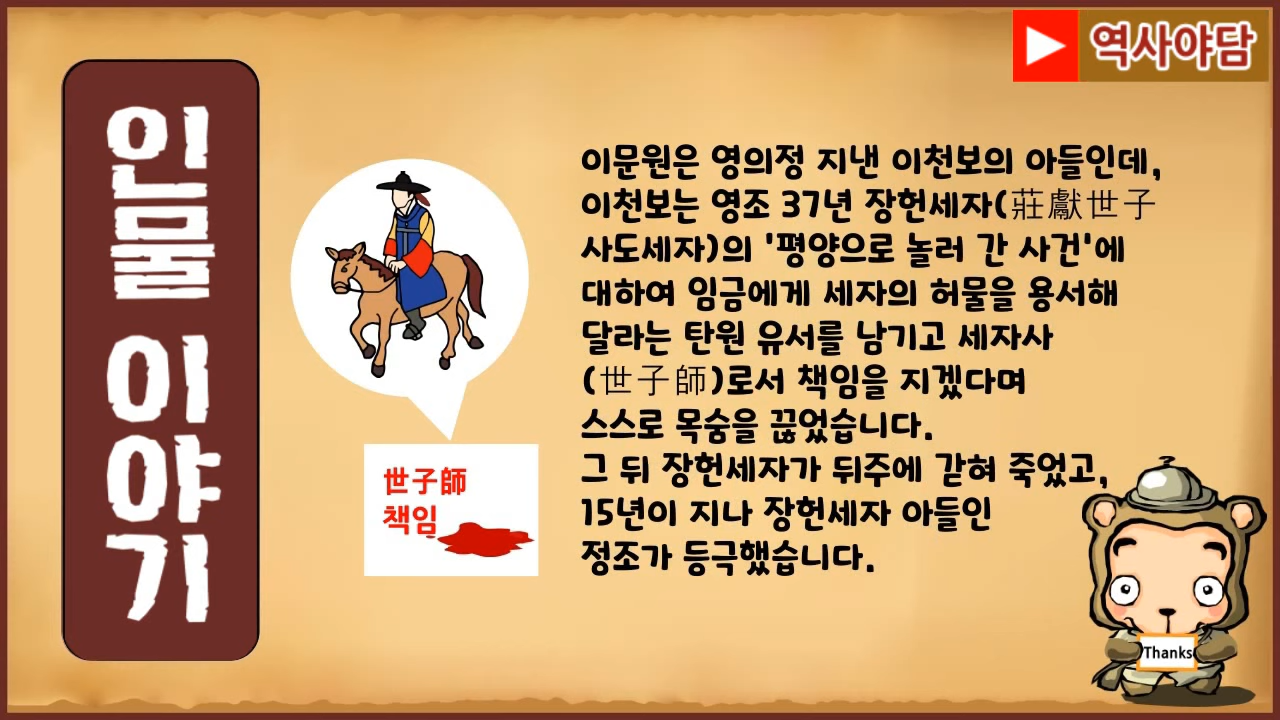 역사야담
인물 이야기
이문원은 영의정 지낸 이천보의 아들인데,
이천보는 영조 37년 장헌세자(莊獻世子
사도세자)의 '평양으로 놀러 간 사건'에
대하여 임금에게 세자의 허물을 용서해
달라는 탄원 유서를 남기고 세자사
(世子師)로서 책임을 지겠다며
스스로 목숨을 끊었습니다.
그 뒤 장헌세자가 뒤주에 갇혀 죽었고,
15년이 지나 장헌세자 아들인
정조가 등극했습니다.
世子師
책임
Thanks